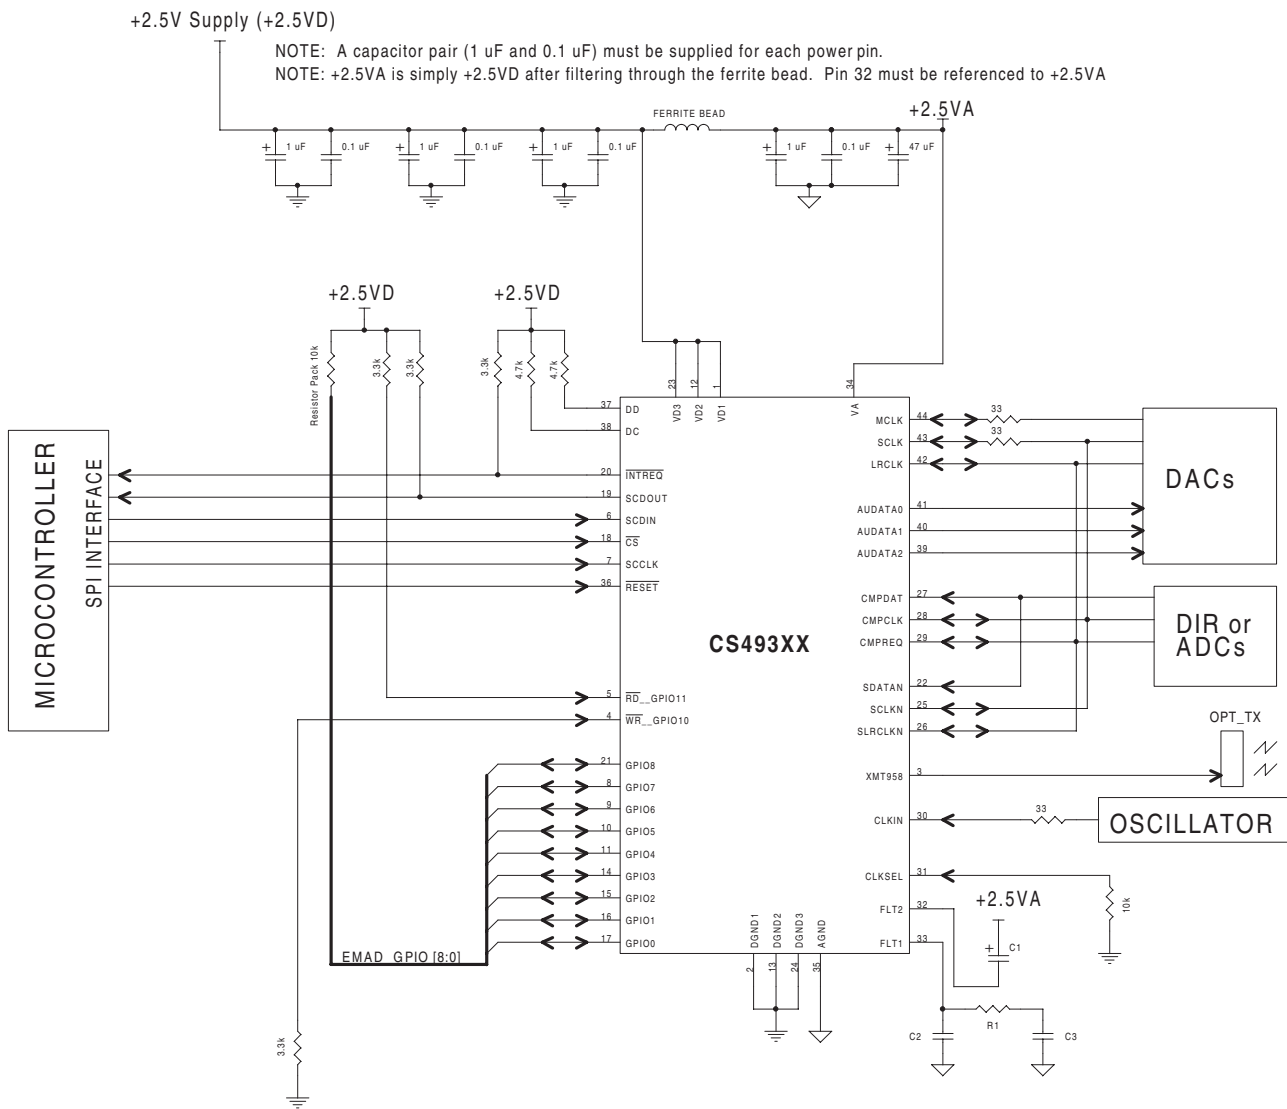 +2.5V Supply (+2.5VD)
NOTE: A capacitor pair (1 uF and 0.1 uF) must be supplied for each power pin.
NOTE: +2.5VA is simply +2.5VD after filtering through the ferrite bead. Pin 32 must be referenced to +2.5VA
FERRITE BEAD
+2.5VA
+ 1 uF 0.1 uF + 1 uF 0.1 uF + 1 uF 0.1 uF + 1 uF 0.1 uF + 47 uF
+2.5VD +2.5VD
Resistor Pack 10k 3.3k 3.3k 3.3k 4.7k 4.7k
23 12 1 34
VD3 VD2 VD1 VA
MICROCONTROLLER
SPI INTERFACE
37 DD
38 DC
20 INTREQ
19 SCDOUT
6 SCDIN
18 CS
7 SCCLK
36 RESET
5 RD__GPIO11
4 WR__GPIO10
21 GPIO8
8 GPIO7
9 GPIO6
10 GPIO5
11 GPIO4
14 GPIO3
15 GPIO2
16 GPIO1
17 GPIO0
EMAD_GPIO [8:0]
3.3k
CS493XX
MCLK 44 33
SCLK 43 33
LRCLK 42
AUDATA0 41
AUDATA1 40
AUDATA2 39
DACs
CMPDAT 27
CMPCLK 28
CMPREQ 29
DIR or
ADCs
SDATAN 22
SCLKN 25
SLRCLKN 26
OPT_TX
XMT958 3
CLKIN 30 33
OSCILLATOR
CLKSEL 31
10k
FLT2 32
+2.5VA
+ C1
FLT1 33
C2 R1 C3
DGND1 DGND2 DGND3 AGND
2 13 24 35